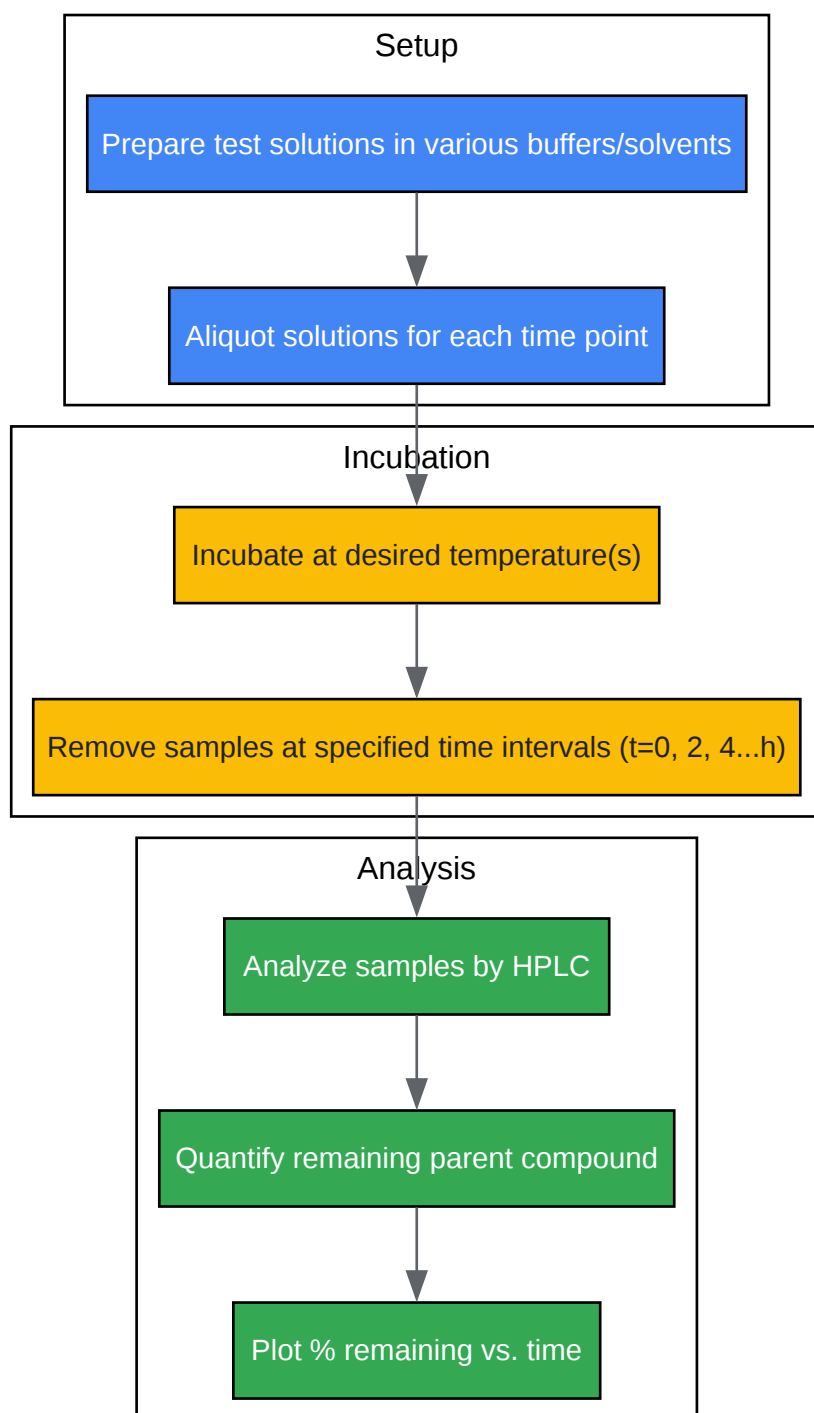 Setup
Prepare test solutions in various buffers/solvents
Aliquot solutions for each time point
Incubation
Incubate at desired temperature(s)
Remove samples at specified time intervals (t=0, 2, 4...h)
Analysis
Analyze samples by HPLC
Quantify remaining parent compound
Plot % remaining vs. time